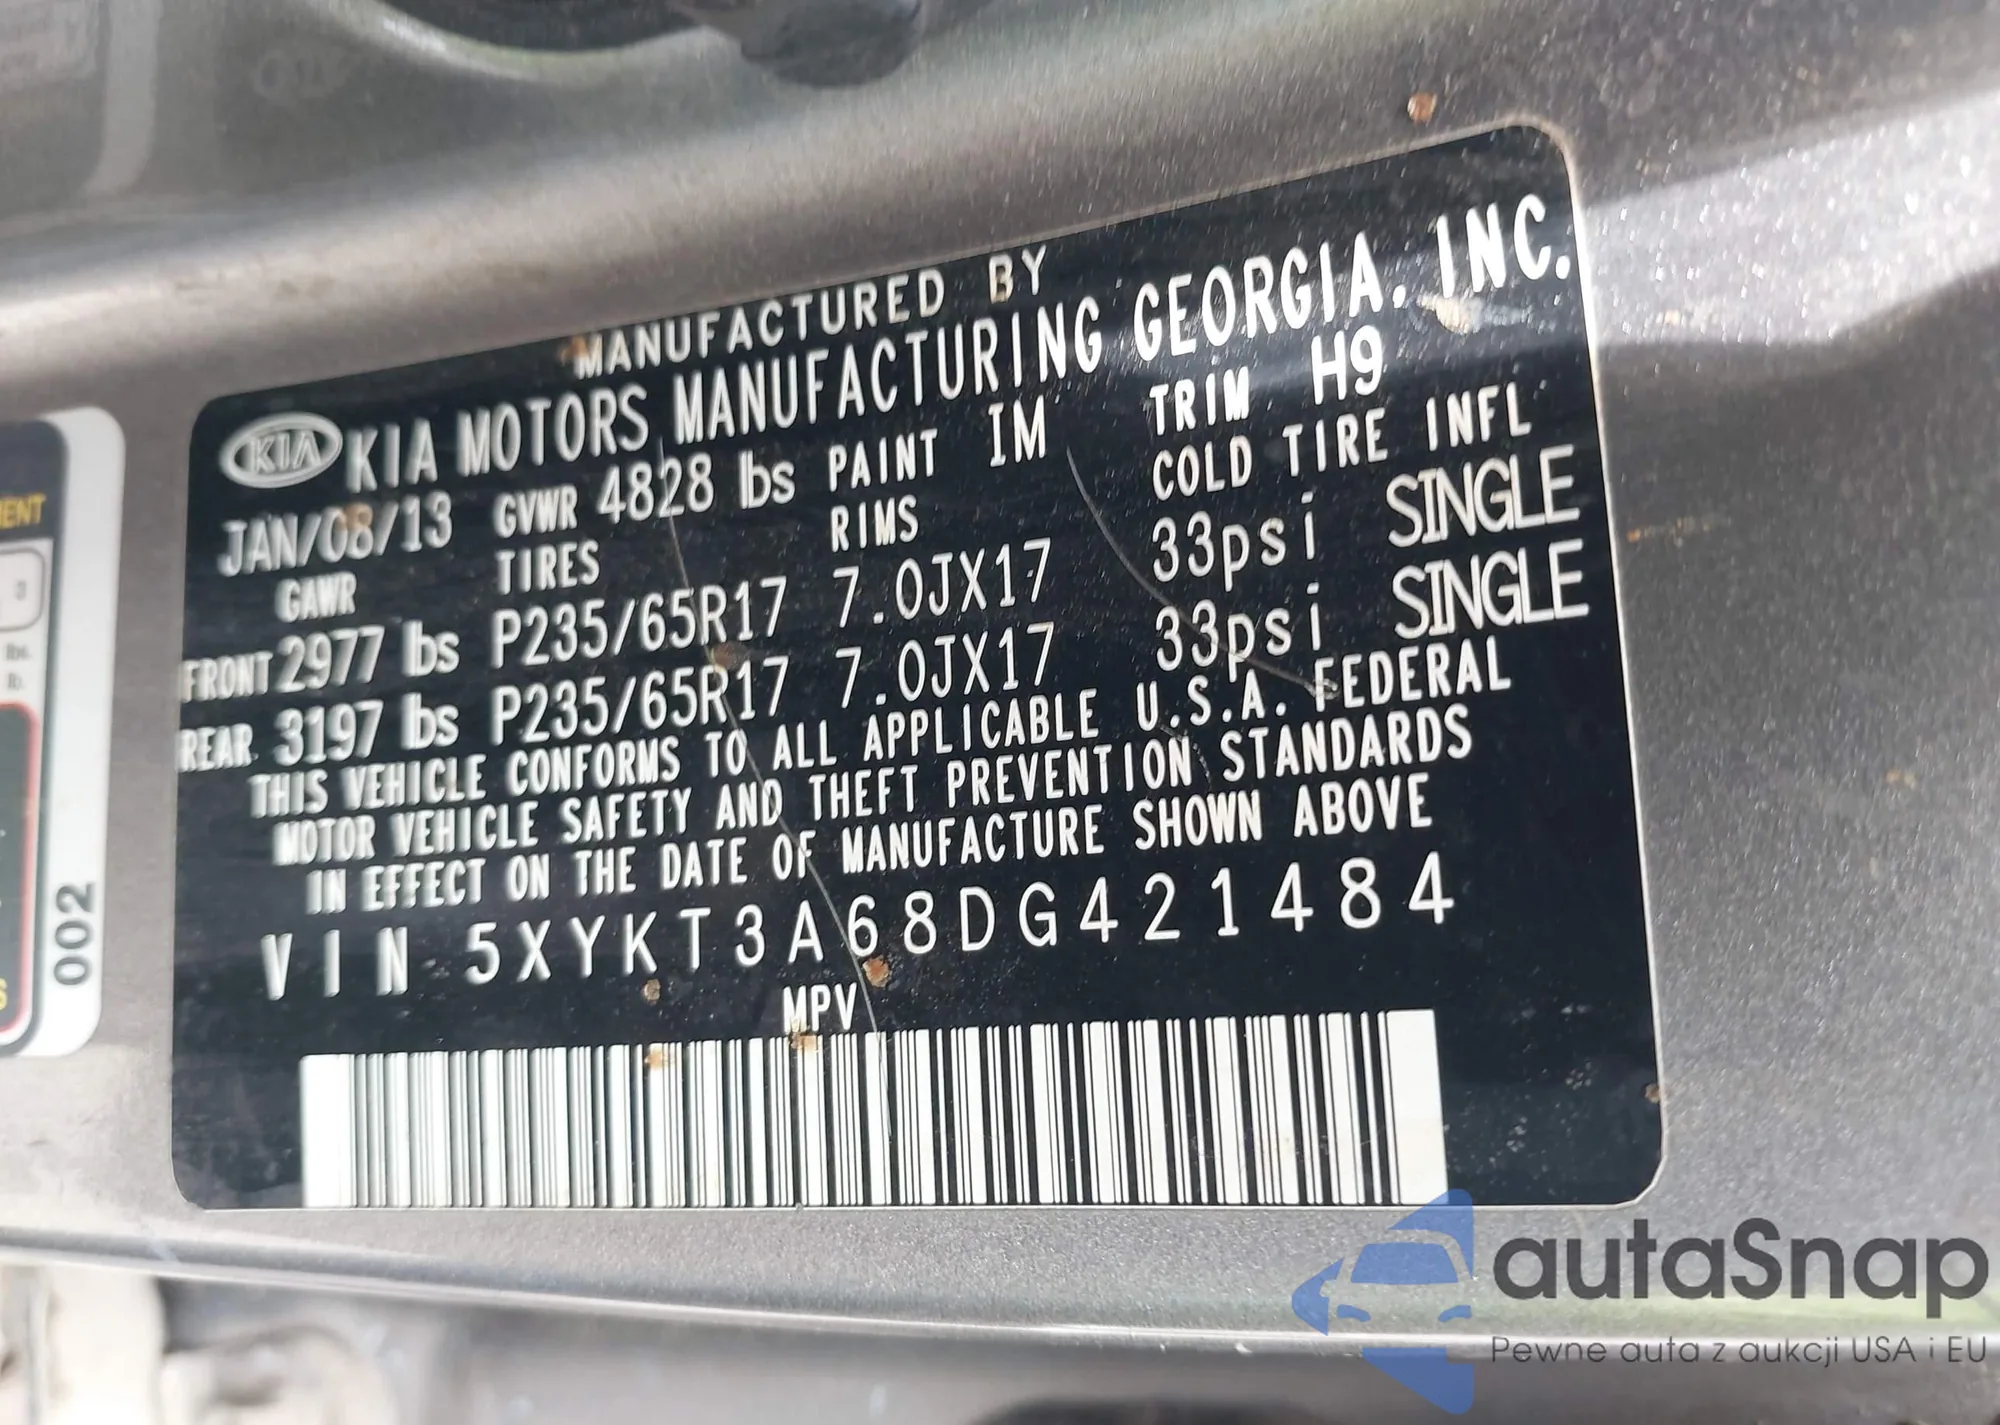 MANUFACTURED BY
KIA KIA MOTORS MANUFACTURING GEORGIA. INC.
JAN/08/13 GVWR 4828 lbs PAINT IM TRIM H9
GAWR TIRES RIMS COLD TIRE INFL
FRONT 2977 lbs P235/65R17 7.0JX17 33psi SINGLE
REAR 3197 lbs P235/65R17 7.0JX17 33psi SINGLE
THIS VEHICLE CONFORMS TO ALL APPLICABLE U.S.A. FEDERAL
MOTOR VEHICLE SAFETY AND THEFT PREVENTION STANDARDS
IN EFFECT ON THE DATE OF MANUFACTURE SHOWN ABOVE
VIN 5XYKT3A68DG421484
MPV
002
autaSnap
Pewne auta z aukcji USA i EU